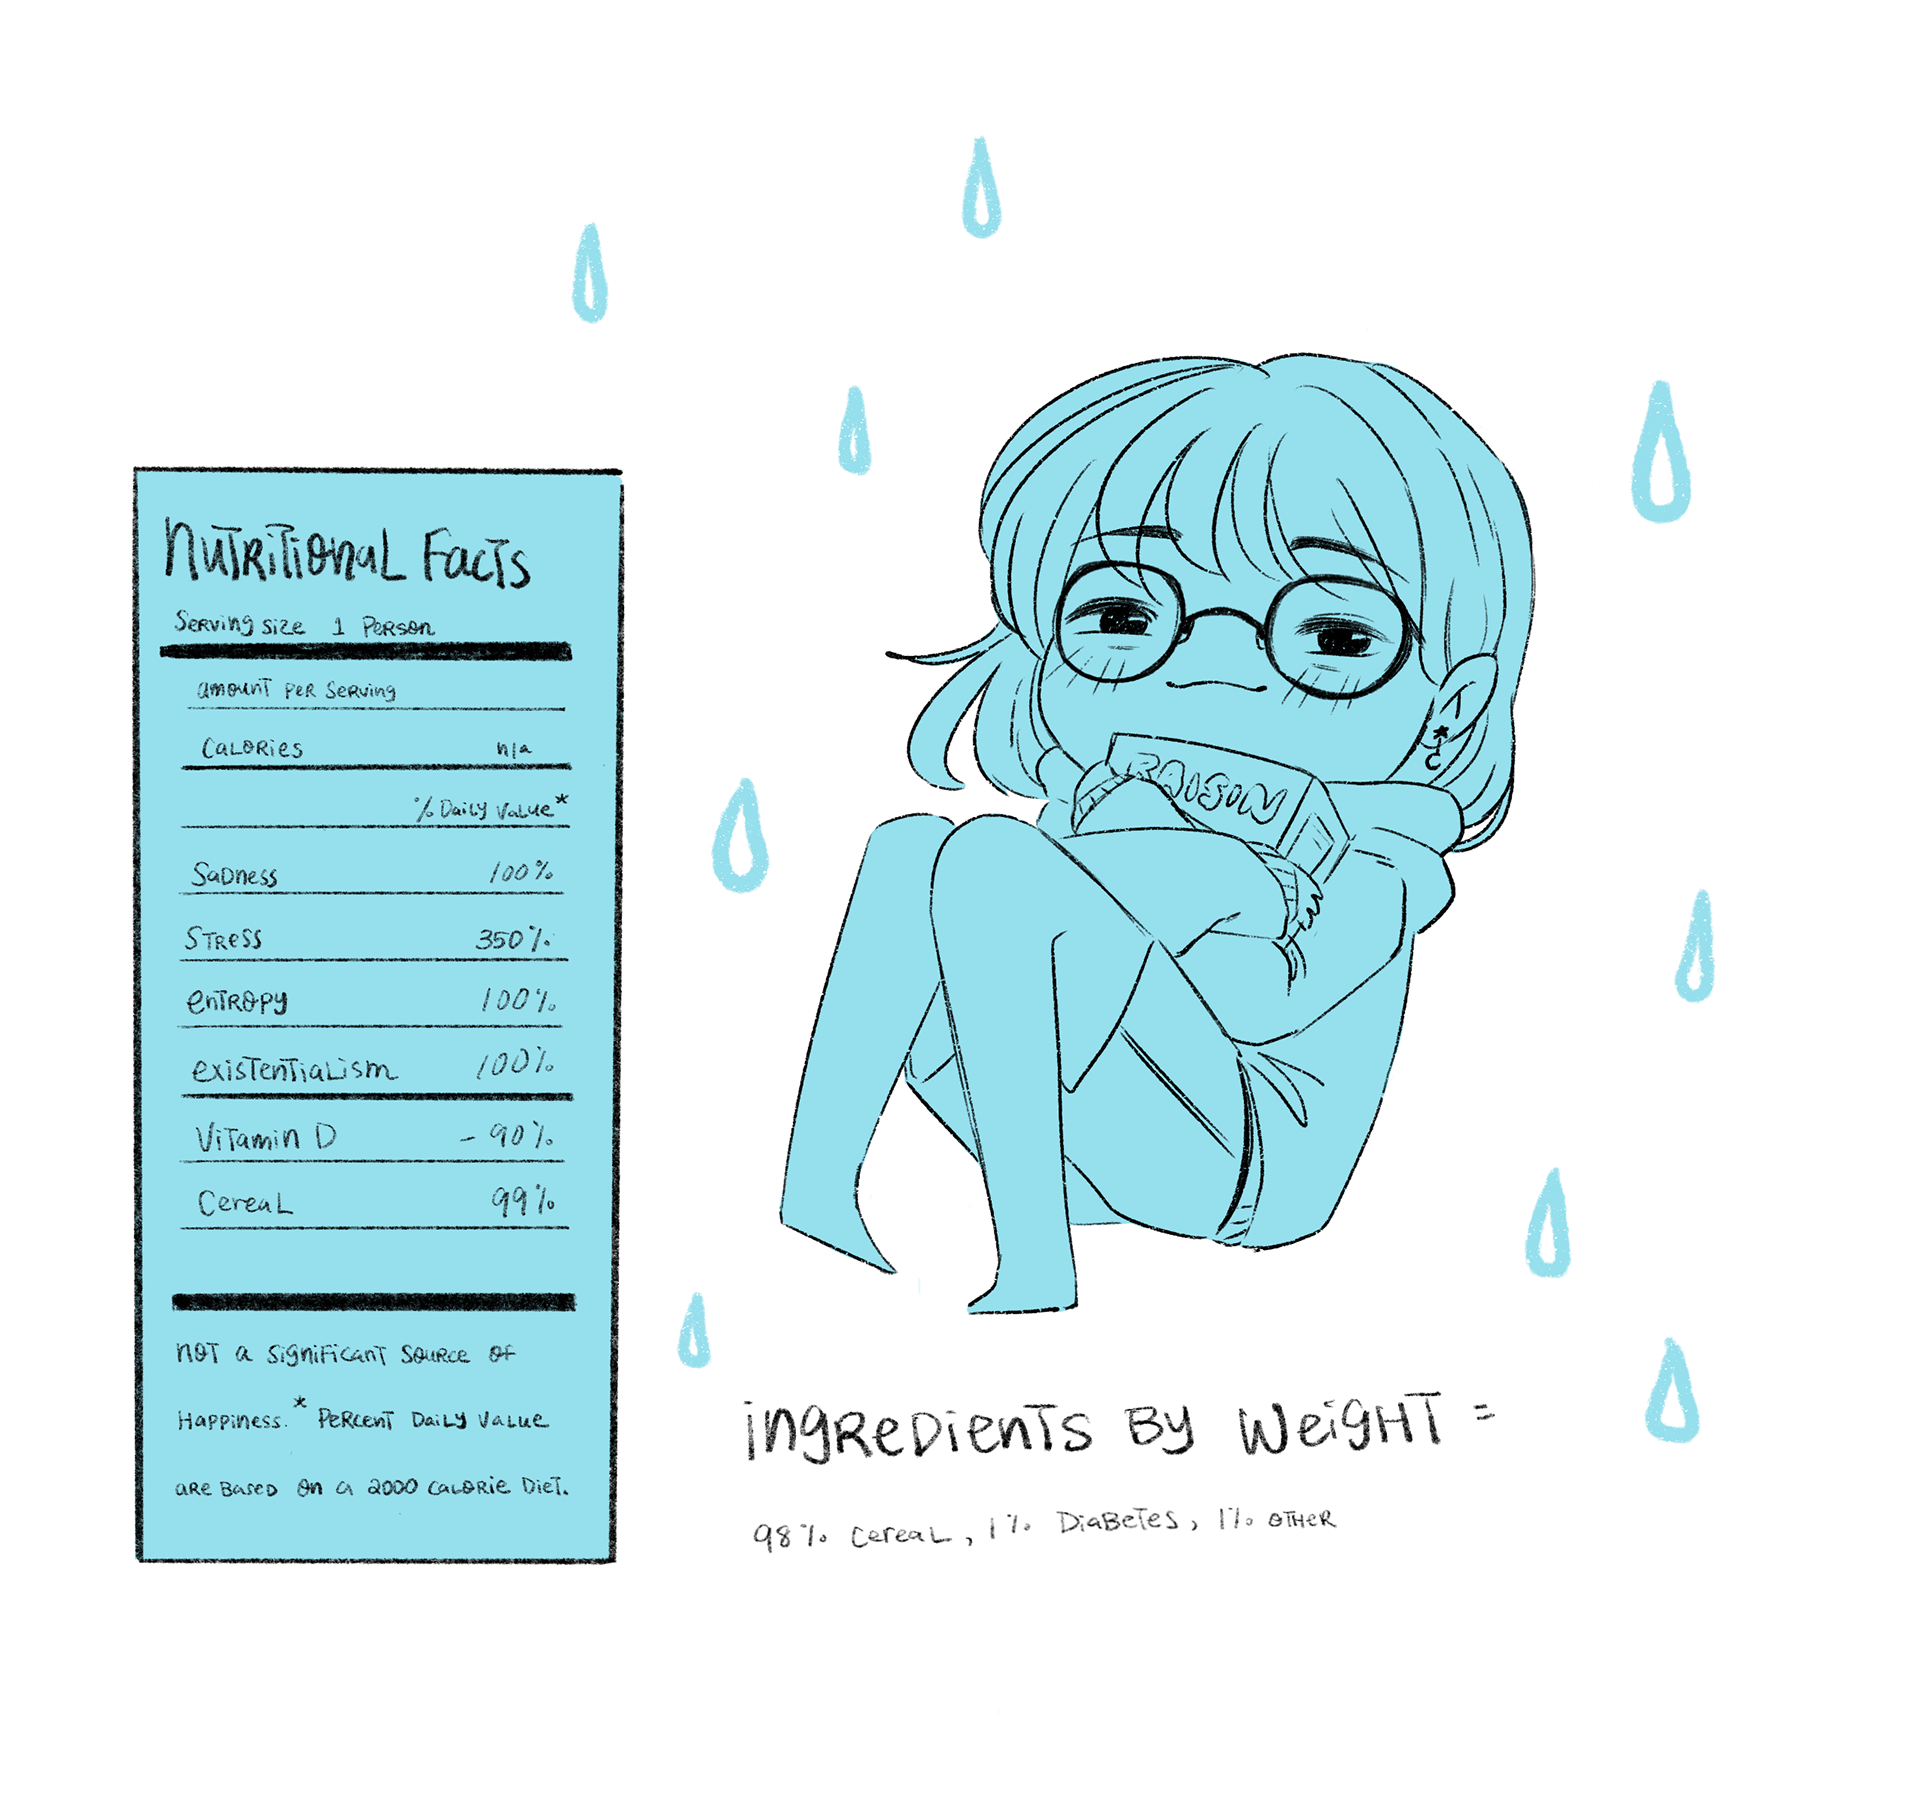 Nutritional Facts
Serving size 1 Person
amount per serving
Calories n/a
% Daily Value*
Sadness 100%
Stress 350%
entropy 100%
existentialism 100%
Vitamin D - 90%
Cereal 99%
not a significant source of
Happiness. * Percent Daily Value
are Based on a 2000 calorie Diet.
RAISIN
ingredients By Weight =
98% cereal, 1% Diabetes, 1% other